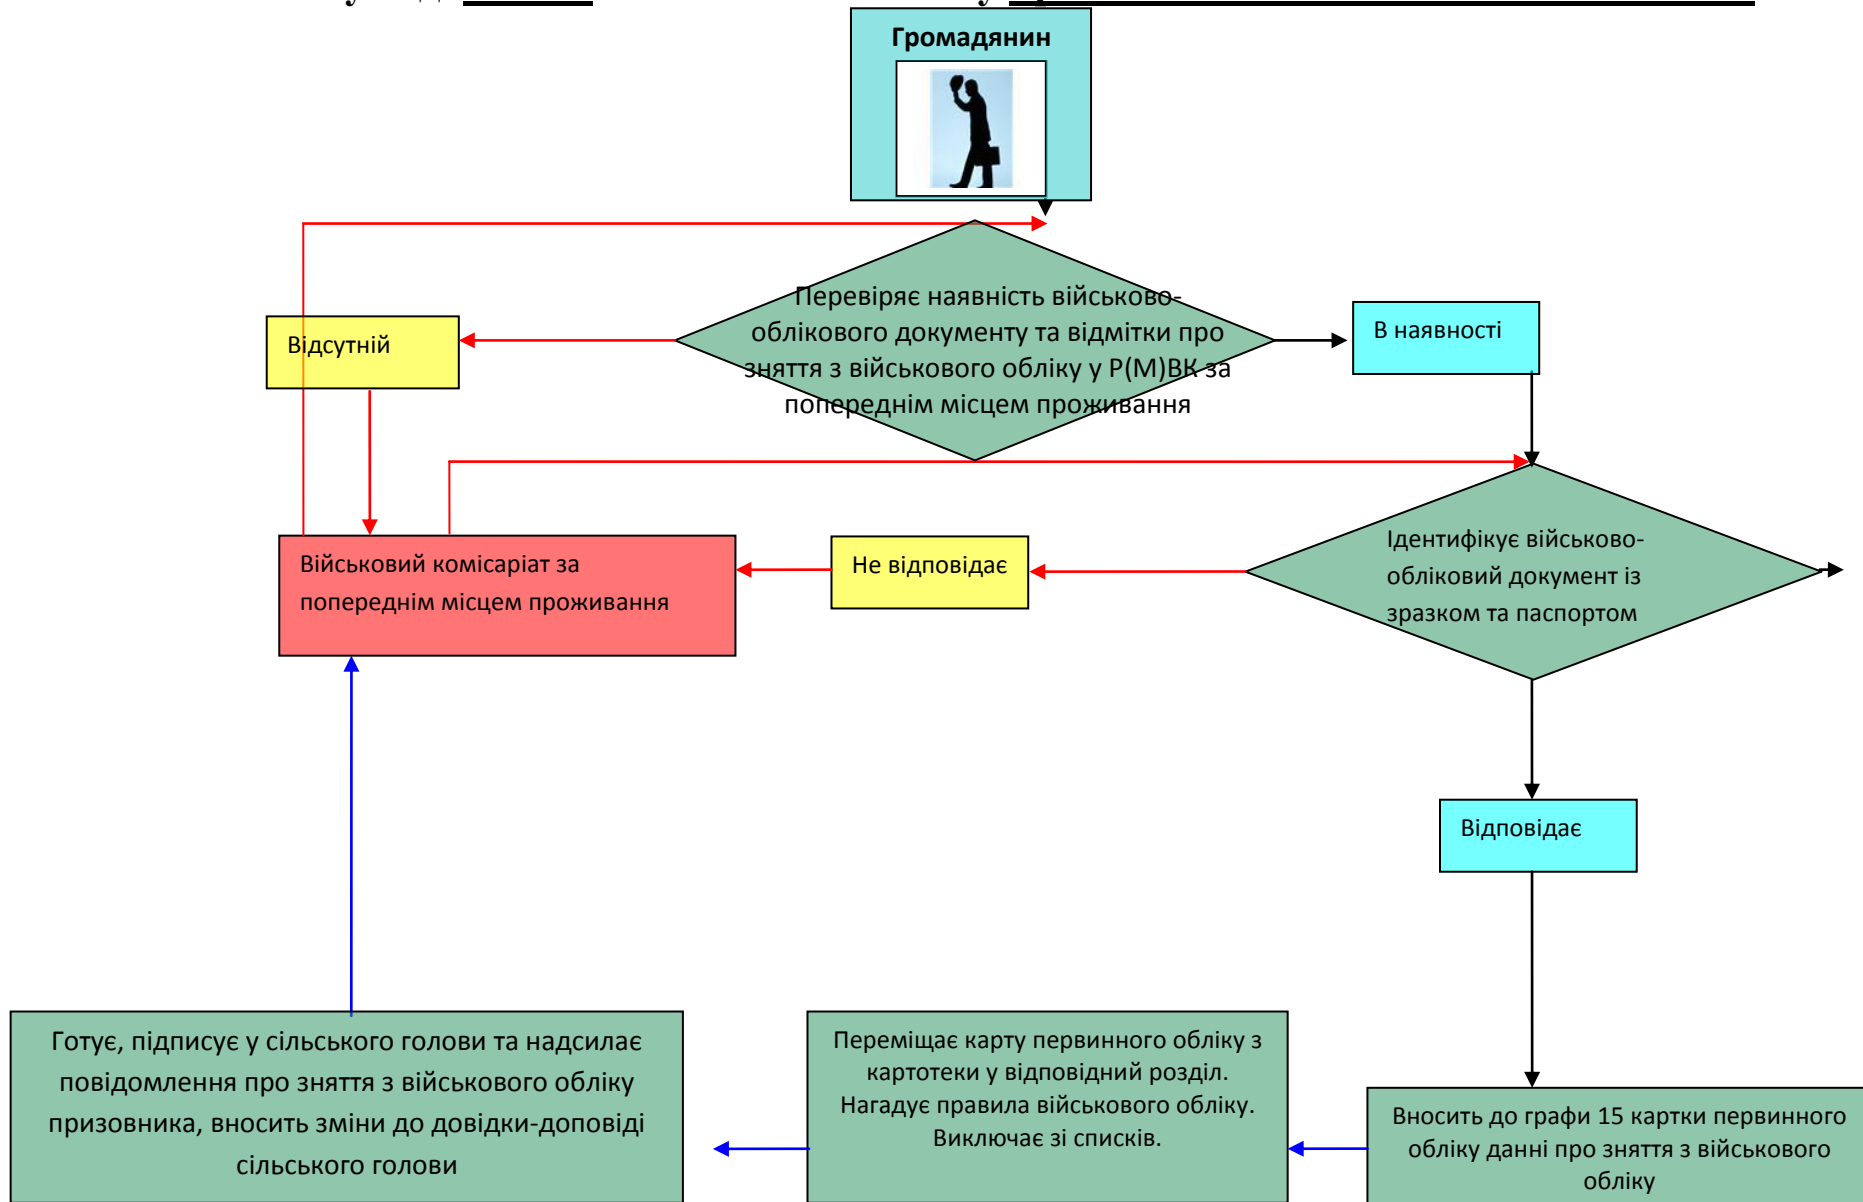 Громадянин
Перевіряє наявність військово-
облікового документу та відмітки про
зняття з військового обліку у Р(М)ВК за
попереднім місцем проживання
Відсутній
В наявності
Ідентифікує військово-
обліковий документ із
зразком та паспортом
Не відповідає
Військовий комісаріат за
попереднім місцем проживання
Відповідає
Готує, підписує у сільського голови та надсилає
повідомлення про зняття з військового обліку
призовника, вносить зміни до довідки-доповіді
сільського голови
Переміщає карту первинного обліку з
картотеки у відповідний розділ.
Нагадує правила військового обліку.
Виключає зі списків.
Вносить до графи 15 картки первинного
обліку данні про зняття з військового
обліку